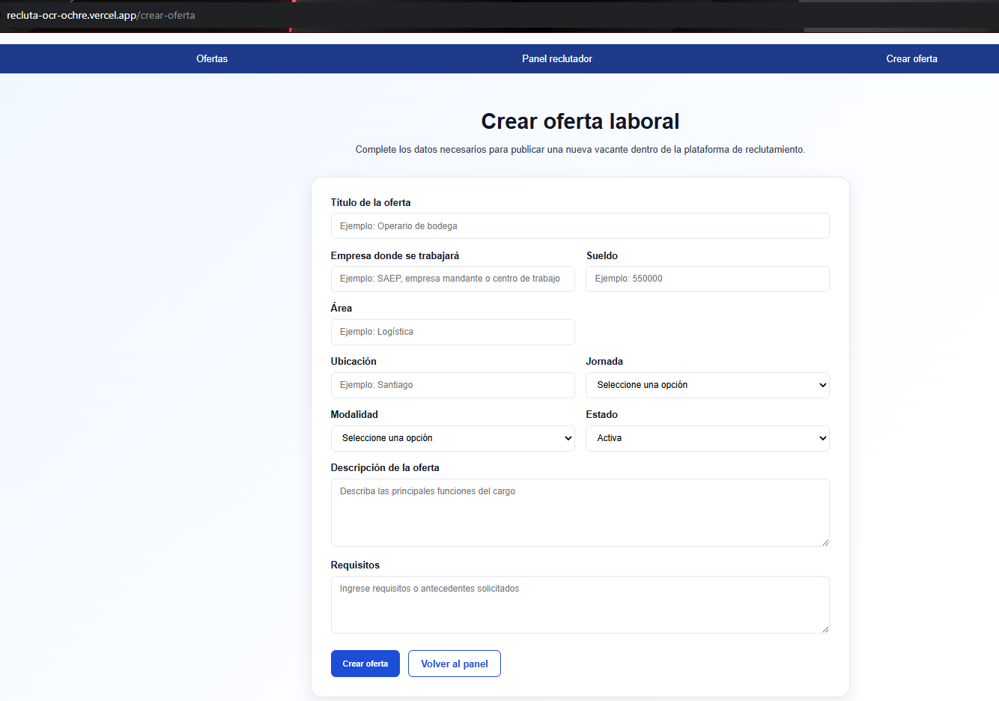 recluta-ocr-ochre.vercel.app/crear-oferta
Ofertas Panel reclutador Crear oferta
Crear oferta laboral
Complete los datos necesarios para publicar una nueva vacante dentro de la plataforma de reclutamiento.
Título de la oferta
Ejemplo: Operario de bodega
Empresa donde se trabajará Sueldo
Ejemplo: SAEP, empresa mandante o centro de trabajo Ejemplo: 550000
Área
Ejemplo: Logística
Ubicación Jornada
Ejemplo: Santiago Seleccione una opción
Modalidad Estado
Seleccione una opción Activa
Descripción de la oferta
Describa las principales funciones del cargo
Requisitos
Ingrese requisitos o antecedentes solicitados
Crear oferta Volver al panel